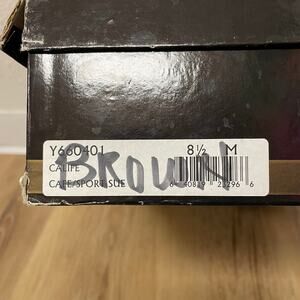 Y660401 8½ M
BROWN
CALIFE
CAFE/SPORT SUE